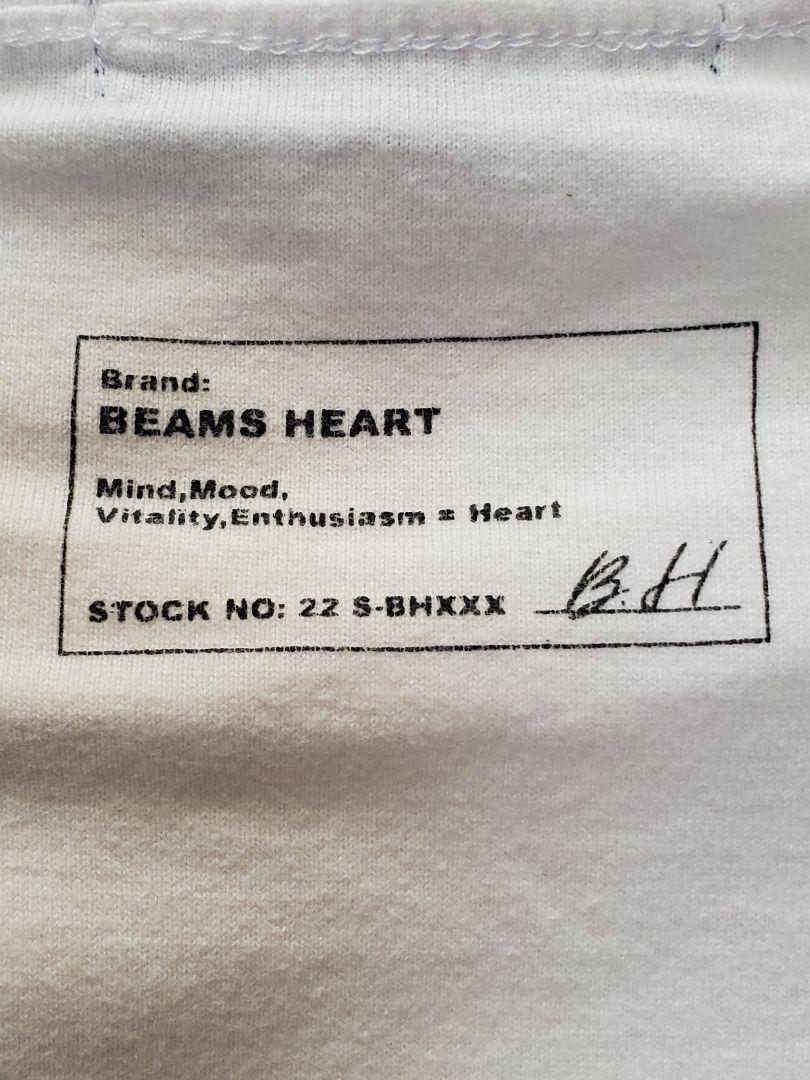 Brand:
BEAMS HEART
Mind,Mood,
Vitality,Enthusiasm = Heart
STOCK NO: 22 S-BHXXX B.H